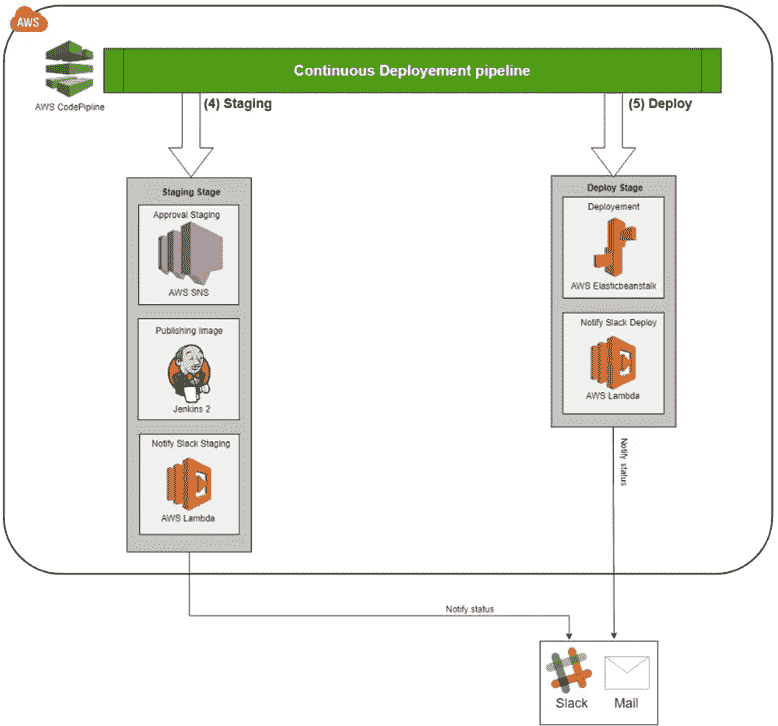 AWS
Continuous Deployement pipeline
AWS CodePipline
(4) Staging
(5) Deploy
Staging Stage
Approval Staging
AWS SNS
Publishing Image
Jenkins 2
Notify Slack Staging
AWS Lambda
Deploy Stage
Deployement
AWS Elasticbeanstalk
Notify Slack Deploy
AWS Lambda
Notify status
Notify status
Slack
Mail